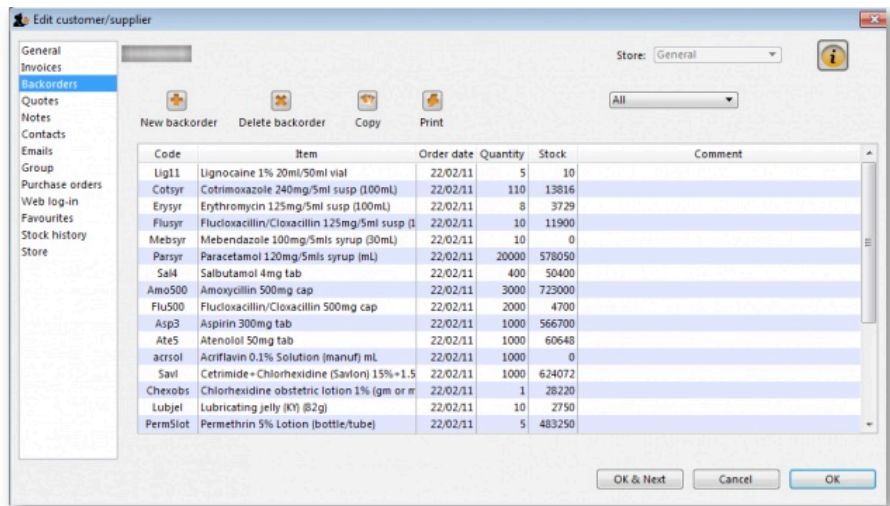 Edit customer/supplier
General
Invoices
Backorders
Quotes
Notes
Contacts
Emails
Group
Purchase orders
Web log-in
Favourites
Stock history
Store
Store: General
All
New backorder Delete backorder Copy Print
Code Item Order date Quantity Stock Comment
Lig11 Lignocaine 1% 20ml/50ml vial 22/02/11 5 10
Cotsyr Cotrimoxazole 240mg/5ml susp (100mL) 22/02/11 110 13816
Erysyr Erythromycin 125mg/5ml susp (100mL) 22/02/11 8 3729
Flusyr Flucloxacillin/Cloxacillin 125mg/5ml susp (1 22/02/11 10 11900
Mebsyr Mebendazole 100mg/5mls syrup (30mL) 22/02/11 10 0
Parsyr Paracetamol 120mg/5mls syrup (mL) 22/02/11 20000 578050
Sal4 Salbutamol 4mg tab 22/02/11 400 50400
Amo500 Amoxycillin 500mg cap 22/02/11 3000 723000
Flu500 Flucloxacillin/Cloxacillin 500mg cap 22/02/11 2000 4700
Asp3 Aspirin 300mg tab 22/02/11 1000 566700
Ate5 Atenolol 50mg tab 22/02/11 1000 60648
acrsol Acriflavin 0.1% Solution (manuf) mL 22/02/11 1000 0
Savl Cetrimide+Chlorhexidine (Savlon) 15%+1.5 22/02/11 1000 624072
Chexobs Chlorhexidine obstetric lotion 1% (gm or m 22/02/11 1 28220
Lubjel Lubricating jelly (KY) (82g) 22/02/11 10 2750
Perm5lot Permethrin 5% Lotion (bottle/tube) 22/02/11 5 483250
OK & Next Cancel OK